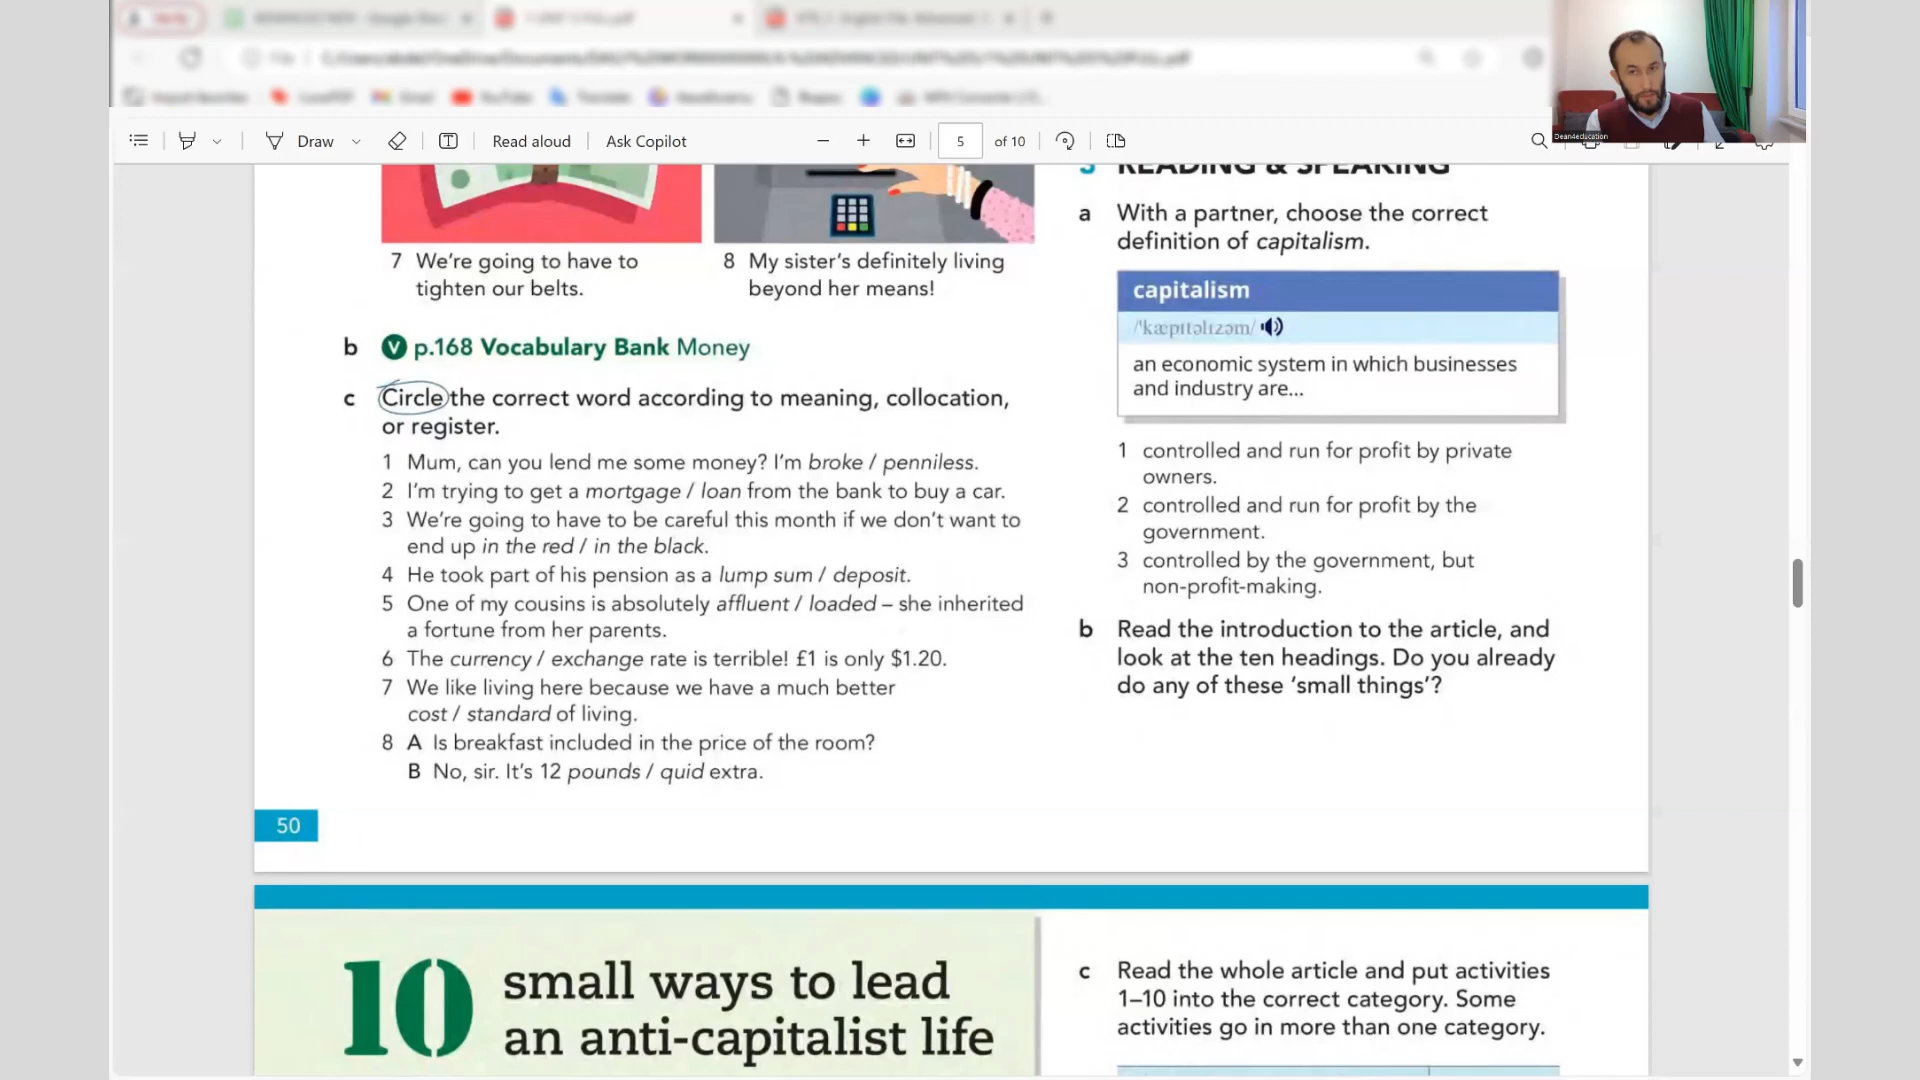 Draw
Read aloud
Ask Copilot
5
of 10
Dean4education
7 We're going to have to
tighten our belts.
8 My sister's definitely living
beyond her means!
b V p.168 Vocabulary Bank Money
c Circle the correct word according to meaning, collocation,
or register.
1 Mum, can you lend me some money? I'm broke / penniless.
2 I'm trying to get a mortgage / loan from the bank to buy a car.
3 We're going to have to be careful this month if we don't want to
end up in the red / in the black.
4 He took part of his pension as a lump sum / deposit.
5 One of my cousins is absolutely affluent / loaded – she inherited
a fortune from her parents.
6 The currency / exchange rate is terrible! £1 is only $1.20.
7 We like living here because we have a much better
cost / standard of living.
8 A Is breakfast included in the price of the room?
B No, sir. It's 12 pounds / quid extra.
50
3 READING & SPEAKING
a With a partner, choose the correct
definition of capitalism.
capitalism
/ˈkæpɪtəlɪzəm/
an economic system in which businesses
and industry are...
1 controlled and run for profit by private
owners.
2 controlled and run for profit by the
government.
3 controlled by the government, but
non-profit-making.
b Read the introduction to the article, and
look at the ten headings. Do you already
do any of these 'small things'?
10 small ways to lead
an anti-capitalist life
c Read the whole article and put activities
1–10 into the correct category. Some
activities go in more than one category.